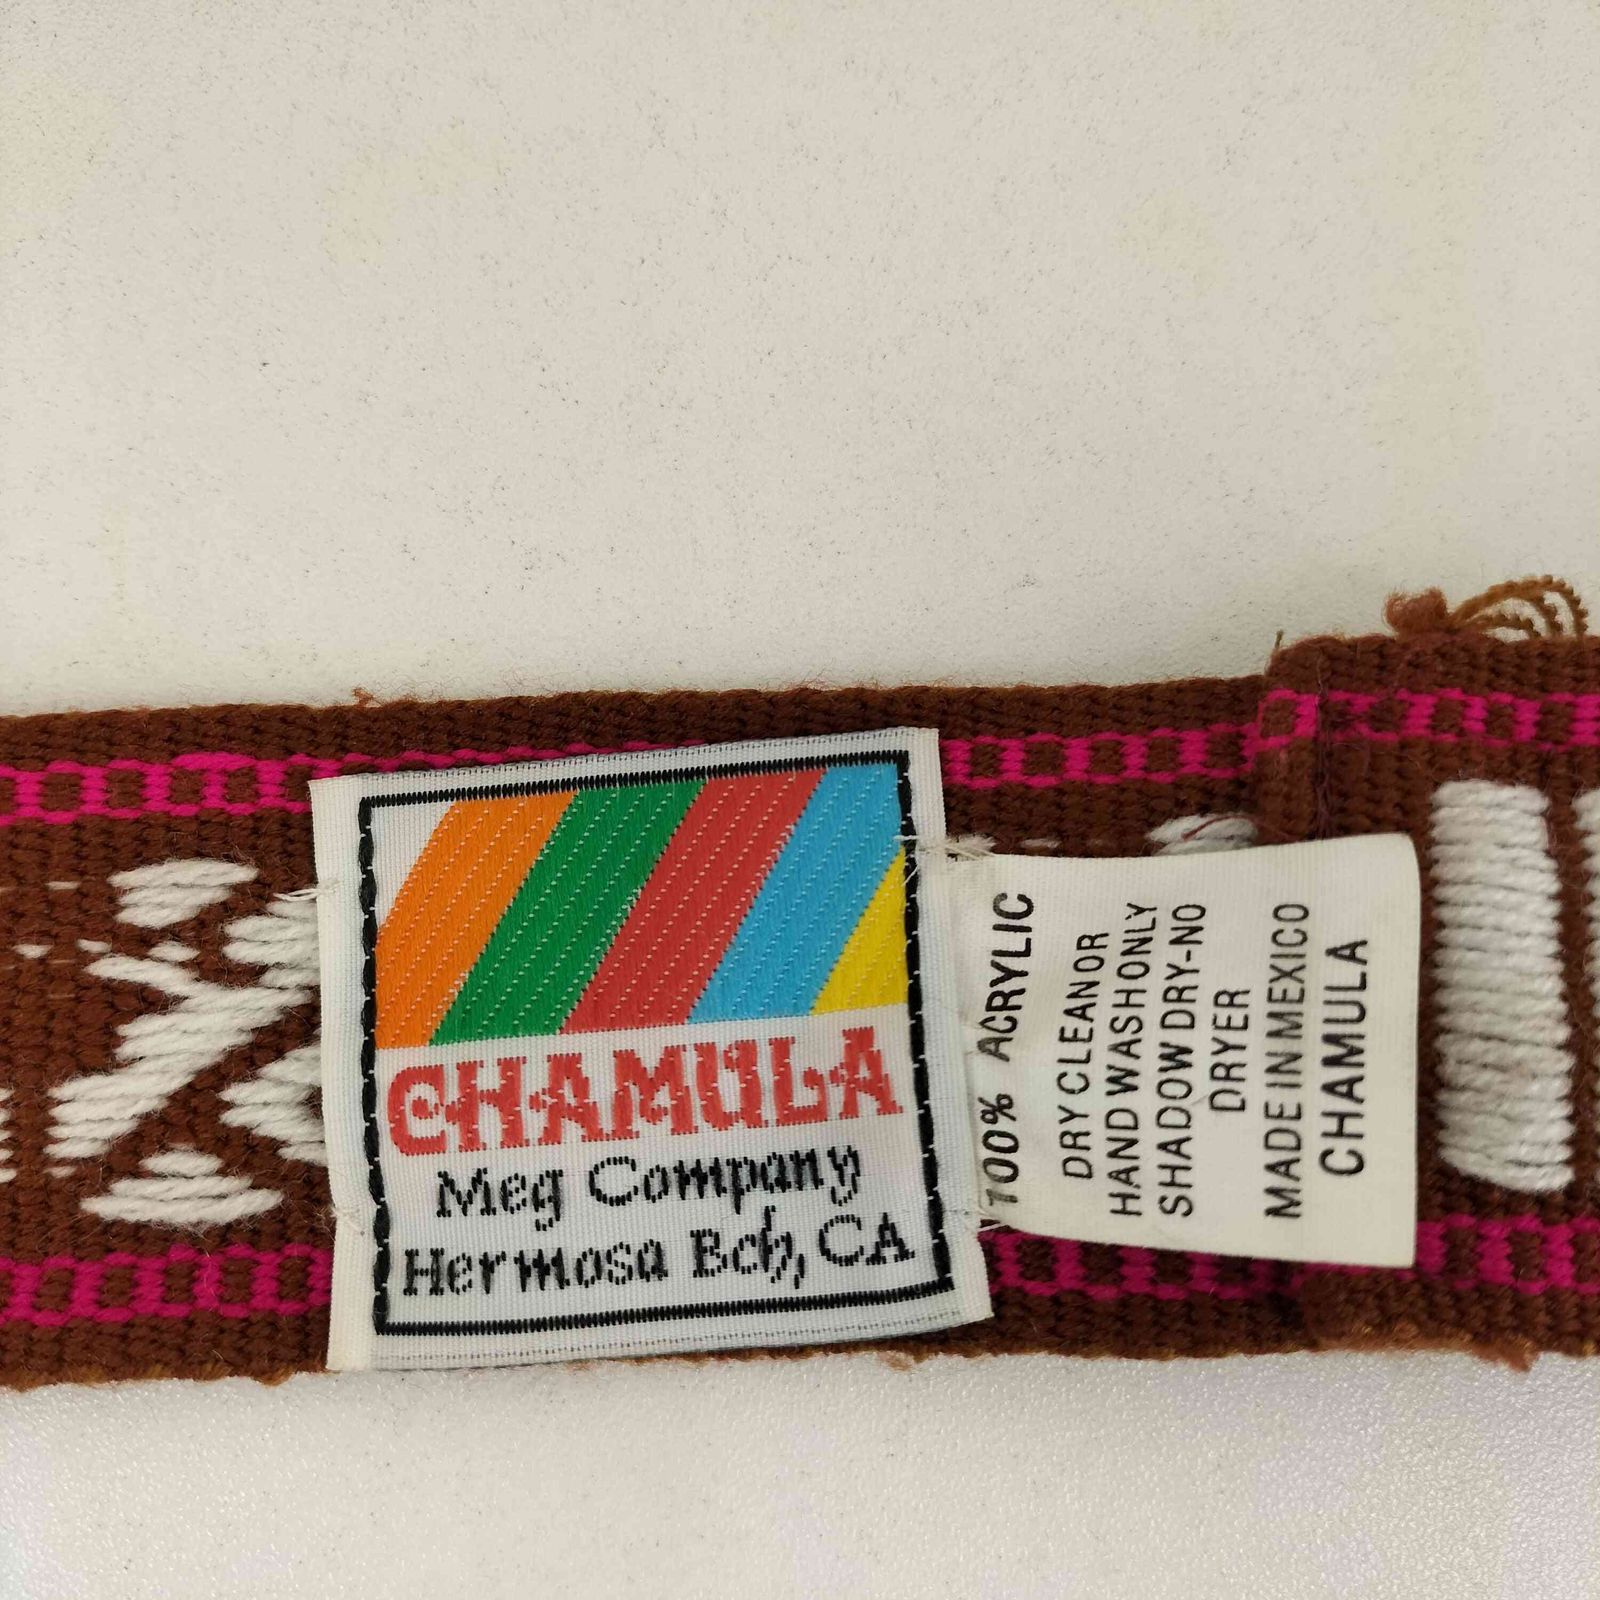 CHAMULA
Meg Company
Hermosa Bch, CA
100% ACRYLIC
DRY CLEAN OR
HAND WASH ONLY
SHADOW DRY-NO
DRYER
MADE IN MEXICO
CHAMULA